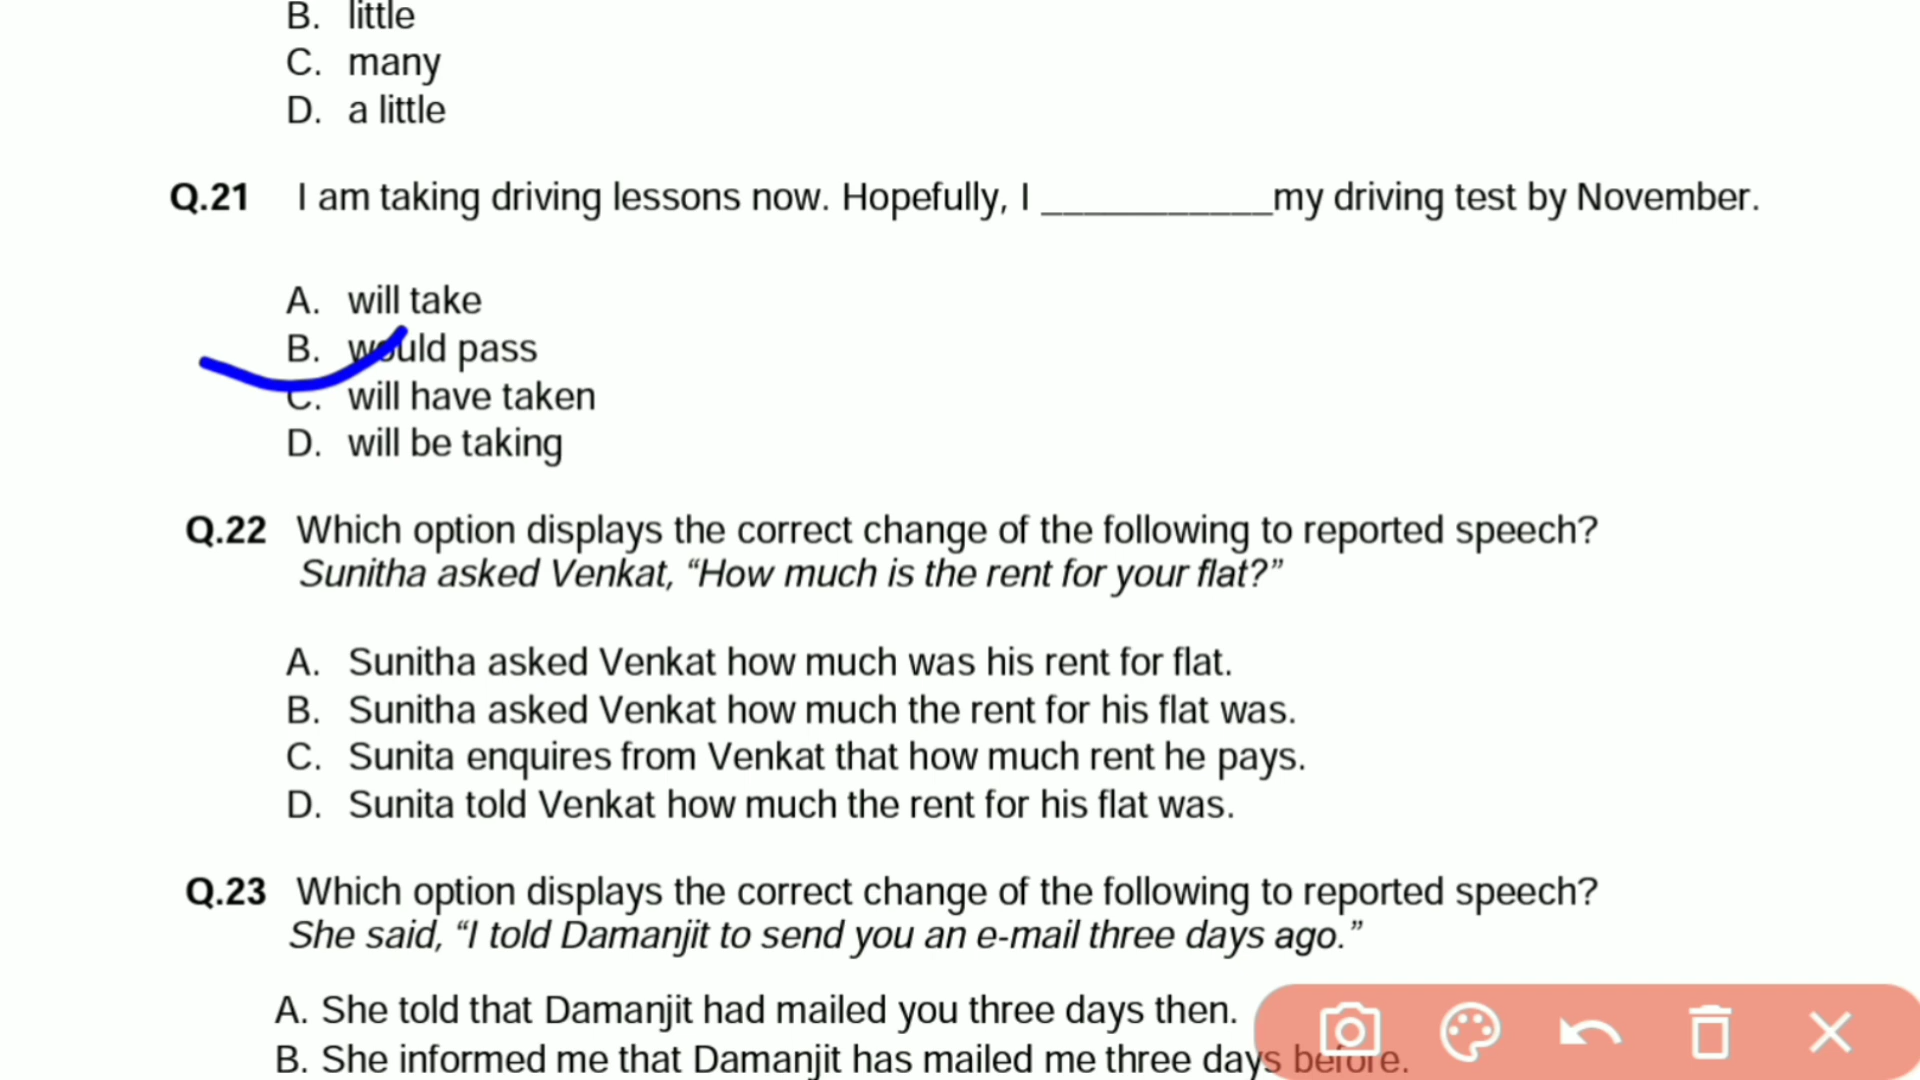 B. little
C. many
D. a little
Q.21 I am taking driving lessons now. Hopefully, I ___________my driving test by November.
A. will take
B. would pass
C. will have taken
D. will be taking
Q.22 Which option displays the correct change of the following to reported speech?
Sunitha asked Venkat, “How much is the rent for your flat?”
A. Sunitha asked Venkat how much was his rent for flat.
B. Sunitha asked Venkat how much the rent for his flat was.
C. Sunita enquires from Venkat that how much rent he pays.
D. Sunita told Venkat how much the rent for his flat was.
Q.23 Which option displays the correct change of the following to reported speech?
She said, “I told Damanjit to send you an e-mail three days ago.”
A. She told that Damanjit had mailed you three days then.
B. She informed me that Damanjit has mailed me three days before.